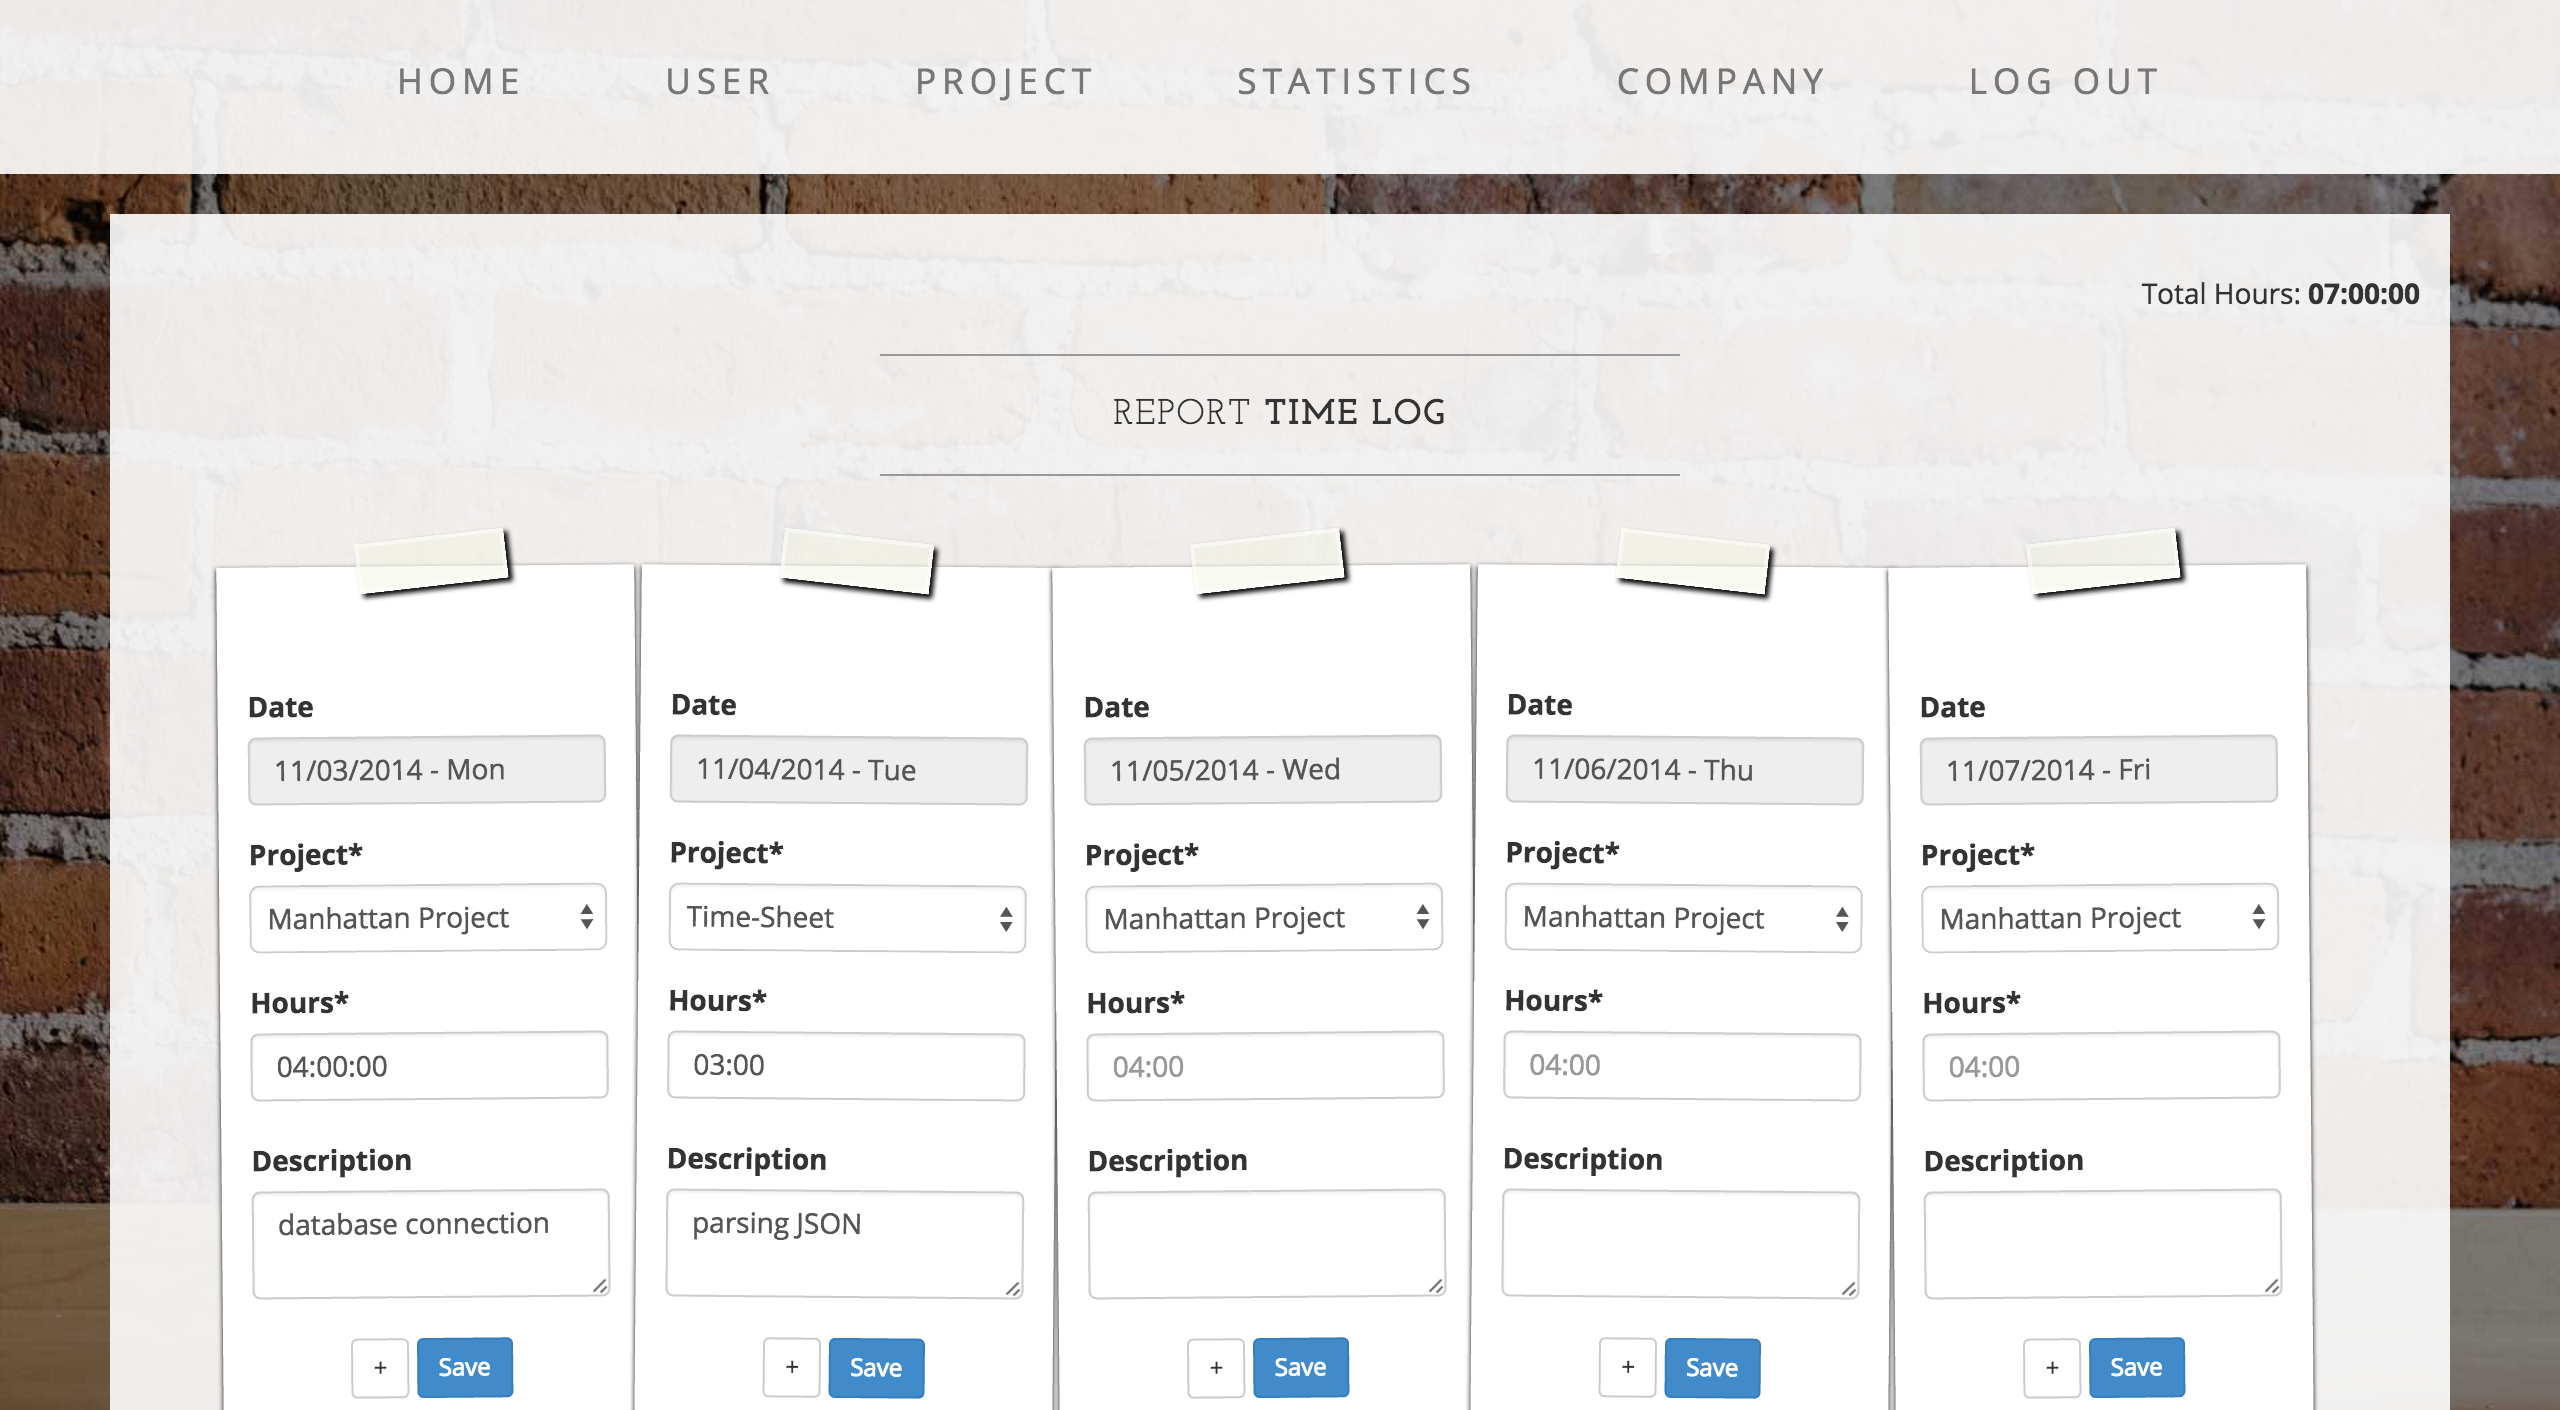 HOME USER PROJECT STATISTICS COMPANY LOG OUT
Total Hours: 07:00:00
REPORT TIME LOG
Date Date Date Date Date
11/03/2014 - Mon 11/04/2014 - Tue 11/05/2014 - Wed 11/06/2014 - Thu 11/07/2014 - Fri
Project* Project* Project* Project* Project*
Manhattan Project Time-Sheet Manhattan Project Manhattan Project Manhattan Project
Hours* Hours* Hours* Hours* Hours*
04:00:00 03:00 04:00 04:00 04:00
Description Description Description Description Description
database connection parsing JSON
+ Save + Save + Save + Save + Save